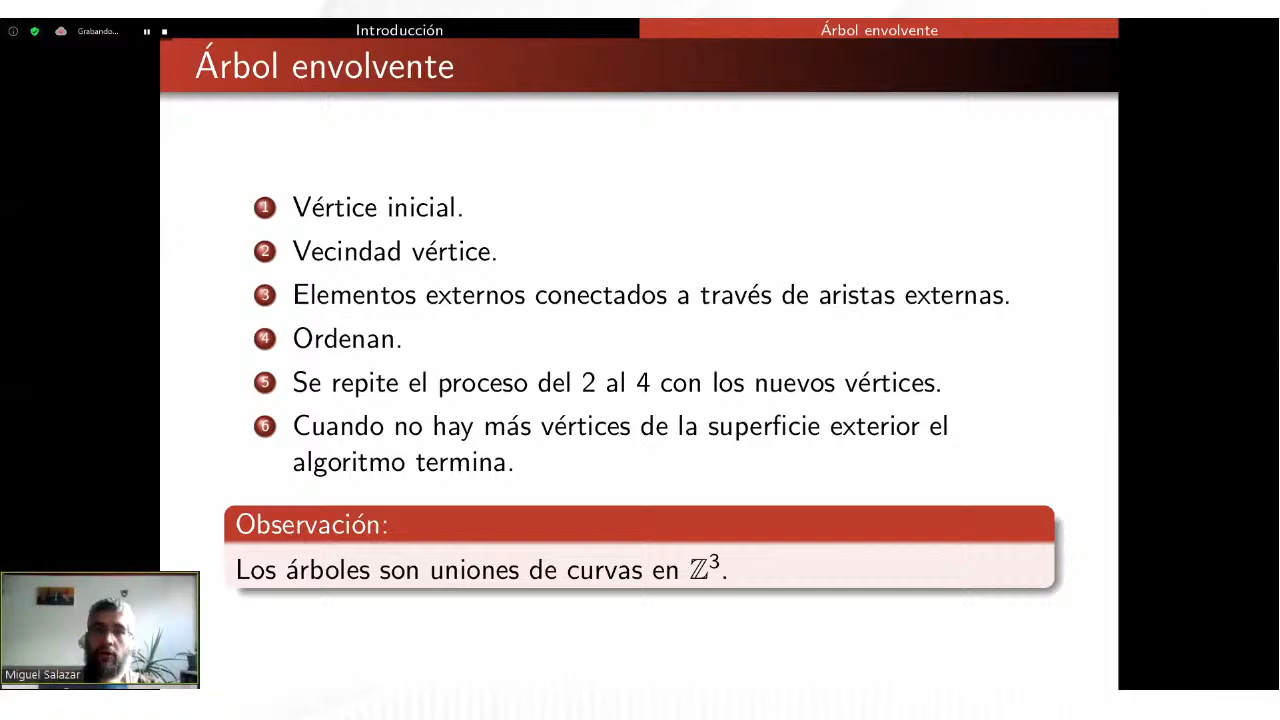 Grabando...
Introducción
Árbol envolvente
Árbol envolvente
1 Vértice inicial.
2 Vecindad vértice.
3 Elementos externos conectados a través de aristas externas.
4 Ordenan.
5 Se repite el proceso del 2 al 4 con los nuevos vértices.
6 Cuando no hay más vértices de la superficie exterior el
algoritmo termina.
Observación:
Los árboles son uniones de curvas en ℤ³.
Miguel Salazar